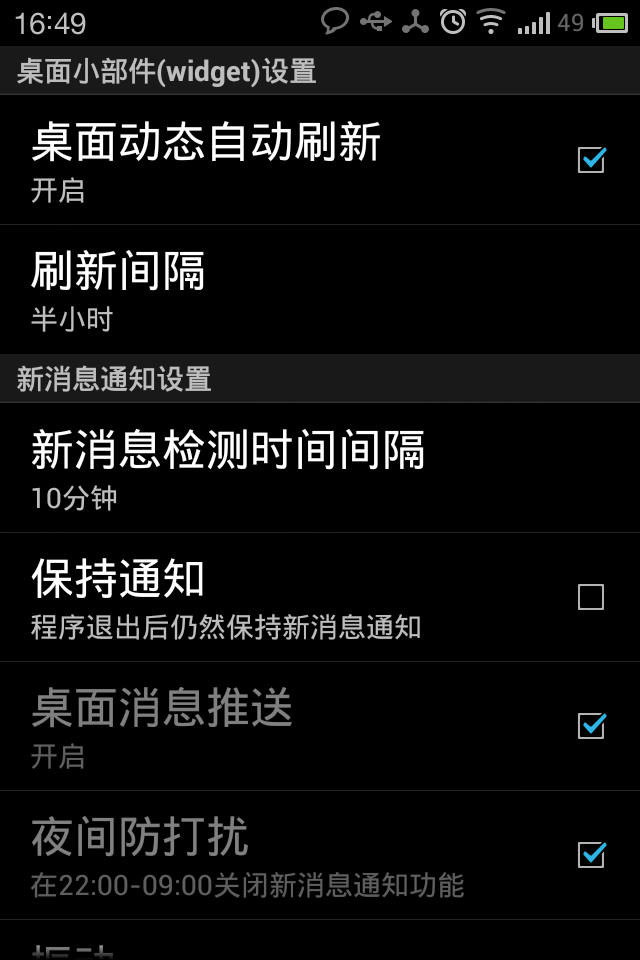 16:49
49
桌面小部件(widget)设置
桌面动态自动刷新
开启
刷新间隔
半小时
新消息通知设置
新消息检测时间间隔
10分钟
保持通知
程序退出后仍然保持新消息通知
桌面消息推送
开启
夜间防打扰
在22:00-09:00关闭新消息通知功能